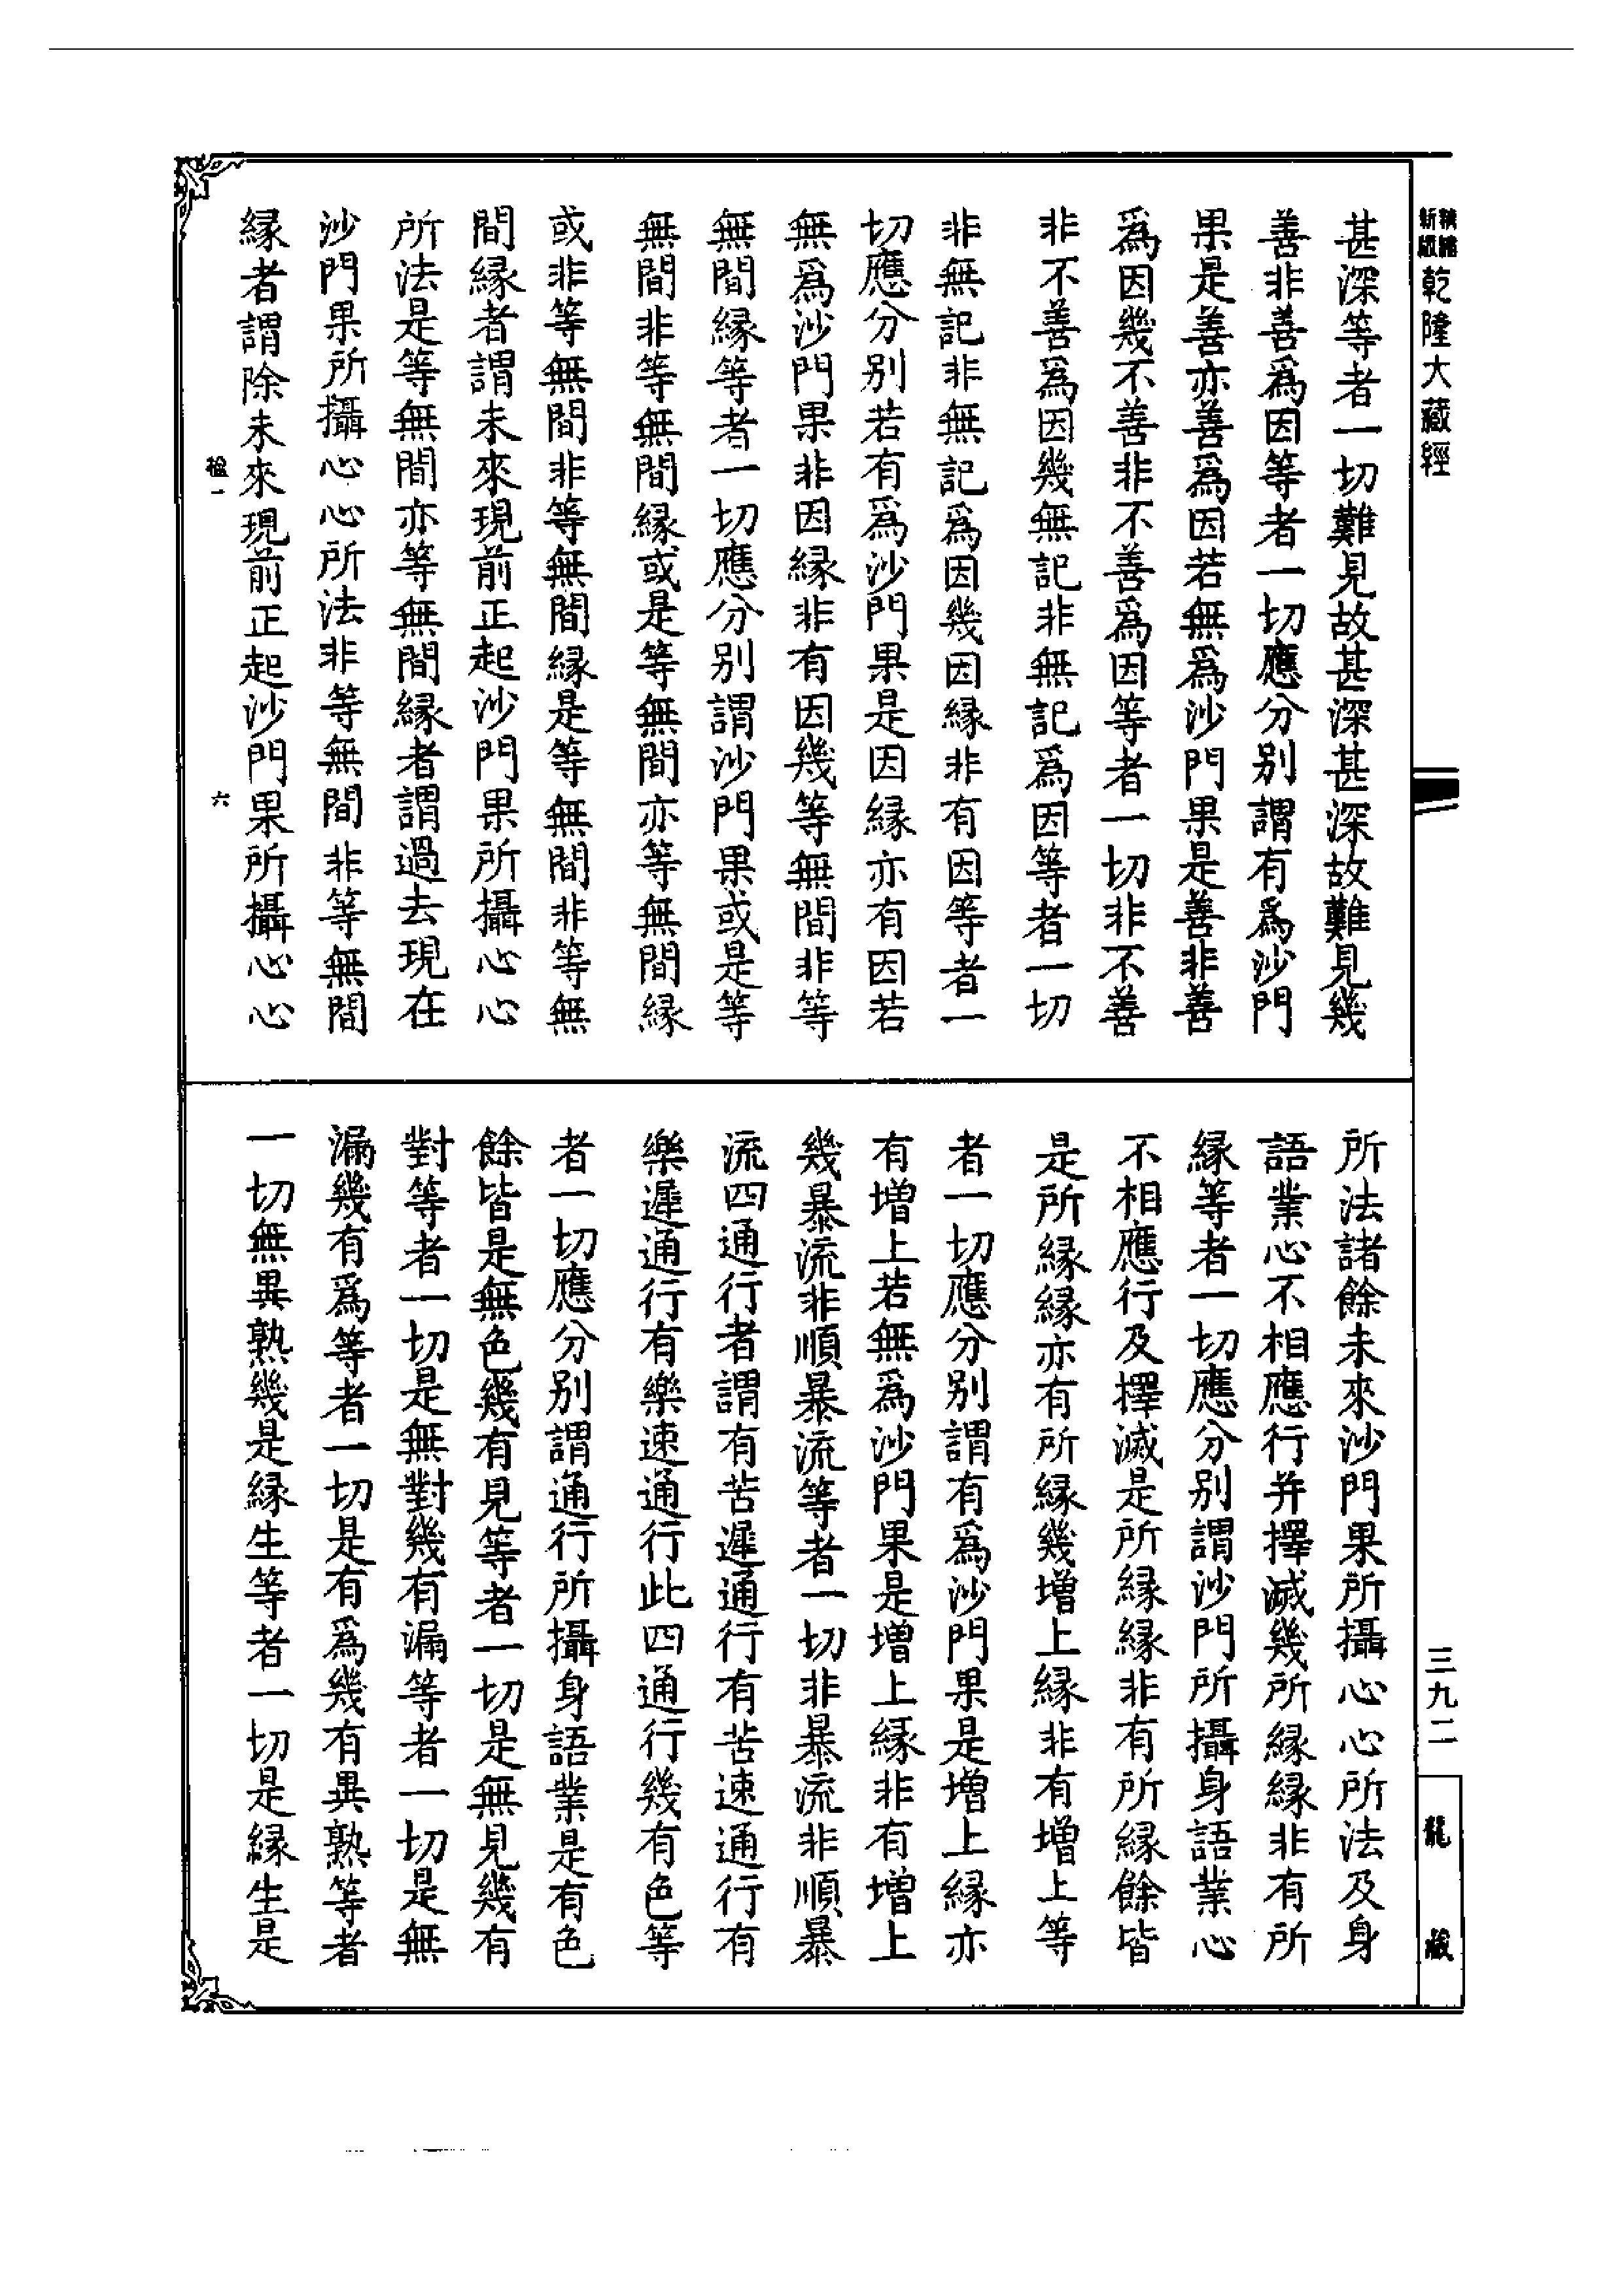 精縮
新版
乾隆大藏經
甚深等者一切難見故甚深甚深故難見幾
善非善爲因等者一切應分別謂有爲沙門
果是善亦善爲因若無爲沙門果是善非善
爲因幾不善非不善爲因等者一切非不善
非不善爲因幾無記非無記爲因等者一切
非無記非無記爲因幾因緣非有因等者一
切應分別若有爲沙門果是因緣亦有因若
無爲沙門果非因緣非有因幾等無間非等
無間緣等者一切應分別謂沙門果或是等
無間非等無間緣或是等無間亦等無間緣
或非等無間非等無間緣是等無間非等無
間緣者謂未來現前正起沙門果所攝心心
所法是等無間亦等無間緣者謂過去現在
沙門果所攝心心所法非等無間非等無間
緣者謂除未來現前正起沙門果所攝心心
六
所法諸餘未來沙門果所攝心心所法及身
語業心不相應行并擇滅幾所緣緣非有所
緣等者一切應分別謂沙門所攝身語業心
不相應行及擇滅是所緣緣非有所緣餘皆
是所緣緣亦有所緣幾增上緣非有增上等
者一切應分別謂有爲沙門果是增上緣亦
有增上若無爲沙門果是增上緣非有增上
幾暴流非順暴流等者一切非暴流非順暴
流四通行者謂有苦遲通行有苦速通行有
樂遲通行有樂速通行此四通行幾有色等
者一切應分別謂通行所攝身語業是有色
餘皆是無色幾有見等者一切是無見幾有
對等者一切是無對幾有漏等者一切是無
漏幾有爲等者一切是有爲幾有異熟等者
一切無異熟幾是緣生等者一切是緣生是
三九二
龍藏